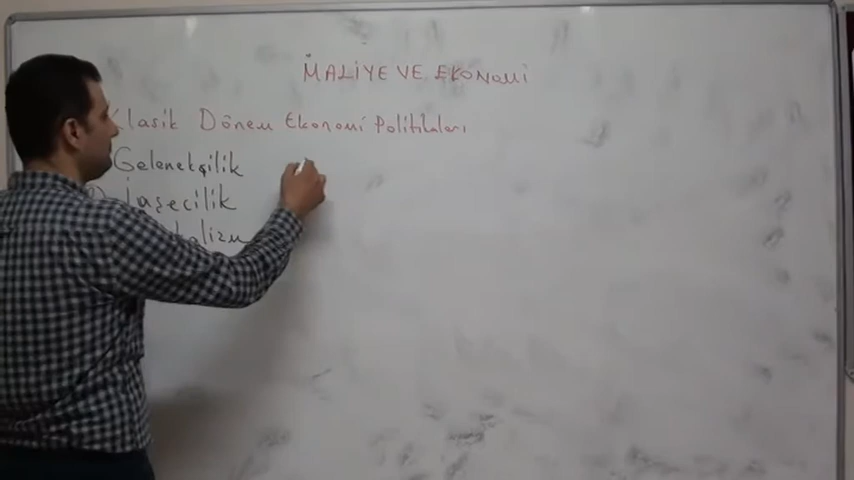 MALİYE VE EKONOMİ
Klasik Dönem Ekonomi Politikaları
Gelenekçilik
İaşecilik